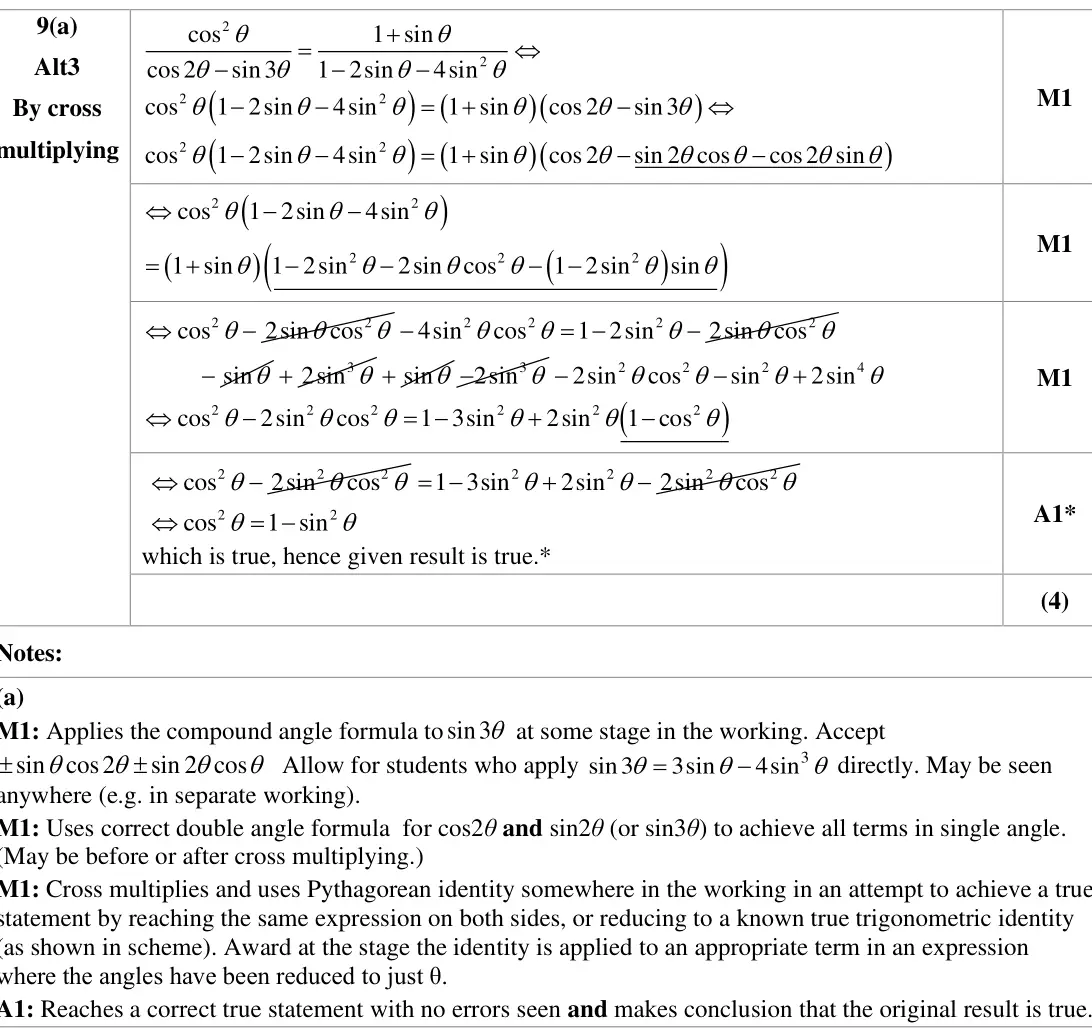 9(a)
Alt3
By cross
multiplying
cos²θ / (cos2θ − sin3θ) = (1 + sinθ) / (1 − 2sinθ − 4sin²θ) ⇔
cos²θ(1 − 2sinθ − 4sin²θ) = (1 + sinθ)(cos2θ − sin3θ) ⇔
cos²θ(1 − 2sinθ − 4sin²θ) = (1 + sinθ)(cos2θ − sin2θcosθ − cos2θsinθ)
M1
⇔ cos²θ(1 − 2sinθ − 4sin²θ)
= (1 + sinθ)(1 − 2sin²θ − 2sinθcos²θ − (1 − 2sin²θ)sinθ)
M1
⇔ cos²θ − 2sinθcos²θ − 4sin²θcos²θ = 1 − 2sin²θ − 2sinθcos²θ
− sinθ + 2sin³θ + sinθ − 2sin³θ − 2sin²θcos²θ − sin²θ + 2sin⁴θ
⇔ cos²θ − 2sin²θcos²θ = 1 − 3sin²θ + 2sin²θ(1 − cos²θ)
M1
⇔ cos²θ − 2sin²θcos²θ = 1 − 3sin²θ + 2sin²θ − 2sin²θcos²θ
⇔ cos²θ = 1 − sin²θ
which is true, hence given result is true.*
A1*
(4)
Notes:
(a)
M1: Applies the compound angle formula to sin3θ at some stage in the working. Accept
±sinθcos2θ ± sin2θcosθ Allow for students who apply sin3θ = 3sinθ − 4sin³θ directly. May be seen
anywhere (e.g. in separate working).
M1: Uses correct double angle formula for cos2θ and sin2θ (or sin3θ) to achieve all terms in single angle.
(May be before or after cross multiplying.)
M1: Cross multiplies and uses Pythagorean identity somewhere in the working in an attempt to achieve a true
statement by reaching the same expression on both sides, or reducing to a known true trigonometric identity
(as shown in scheme). Award at the stage the identity is applied to an appropriate term in an expression
where the angles have been reduced to just θ.
A1: Reaches a correct true statement with no errors seen and makes conclusion that the original result is true.